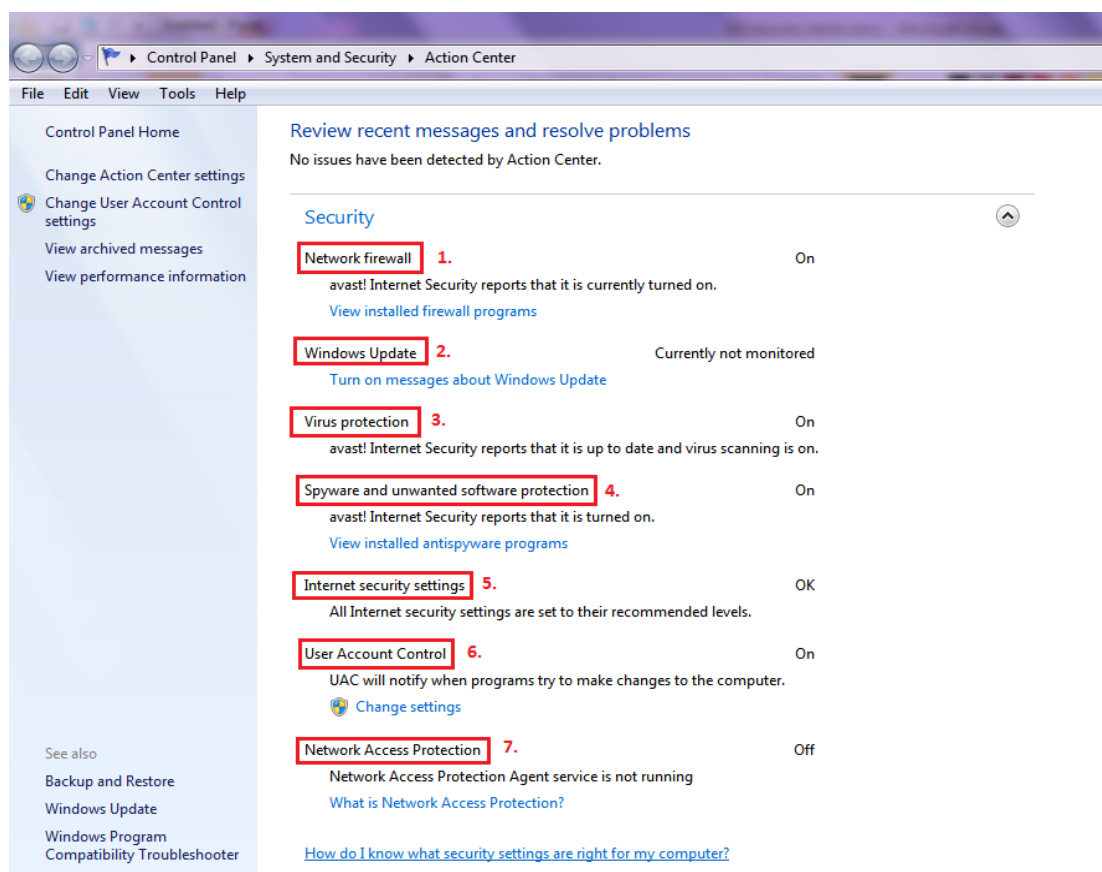 Control Panel ▸ System and Security ▸ Action Center
File Edit View Tools Help
Control Panel Home
Change Action Center settings
Change User Account Control
settings
View archived messages
View performance information
See also
Backup and Restore
Windows Update
Windows Program
Compatibility Troubleshooter
Review recent messages and resolve problems
No issues have been detected by Action Center.
Security
Network firewall 1. On
avast! Internet Security reports that it is currently turned on.
View installed firewall programs
Windows Update 2. Currently not monitored
Turn on messages about Windows Update
Virus protection 3. On
avast! Internet Security reports that it is up to date and virus scanning is on.
Spyware and unwanted software protection 4. On
avast! Internet Security reports that it is turned on.
View installed antispyware programs
Internet security settings 5. OK
All Internet security settings are set to their recommended levels.
User Account Control 6. On
UAC will notify when programs try to make changes to the computer.
Change settings
Network Access Protection 7. Off
Network Access Protection Agent service is not running
What is Network Access Protection?
How do I know what security settings are right for my computer?